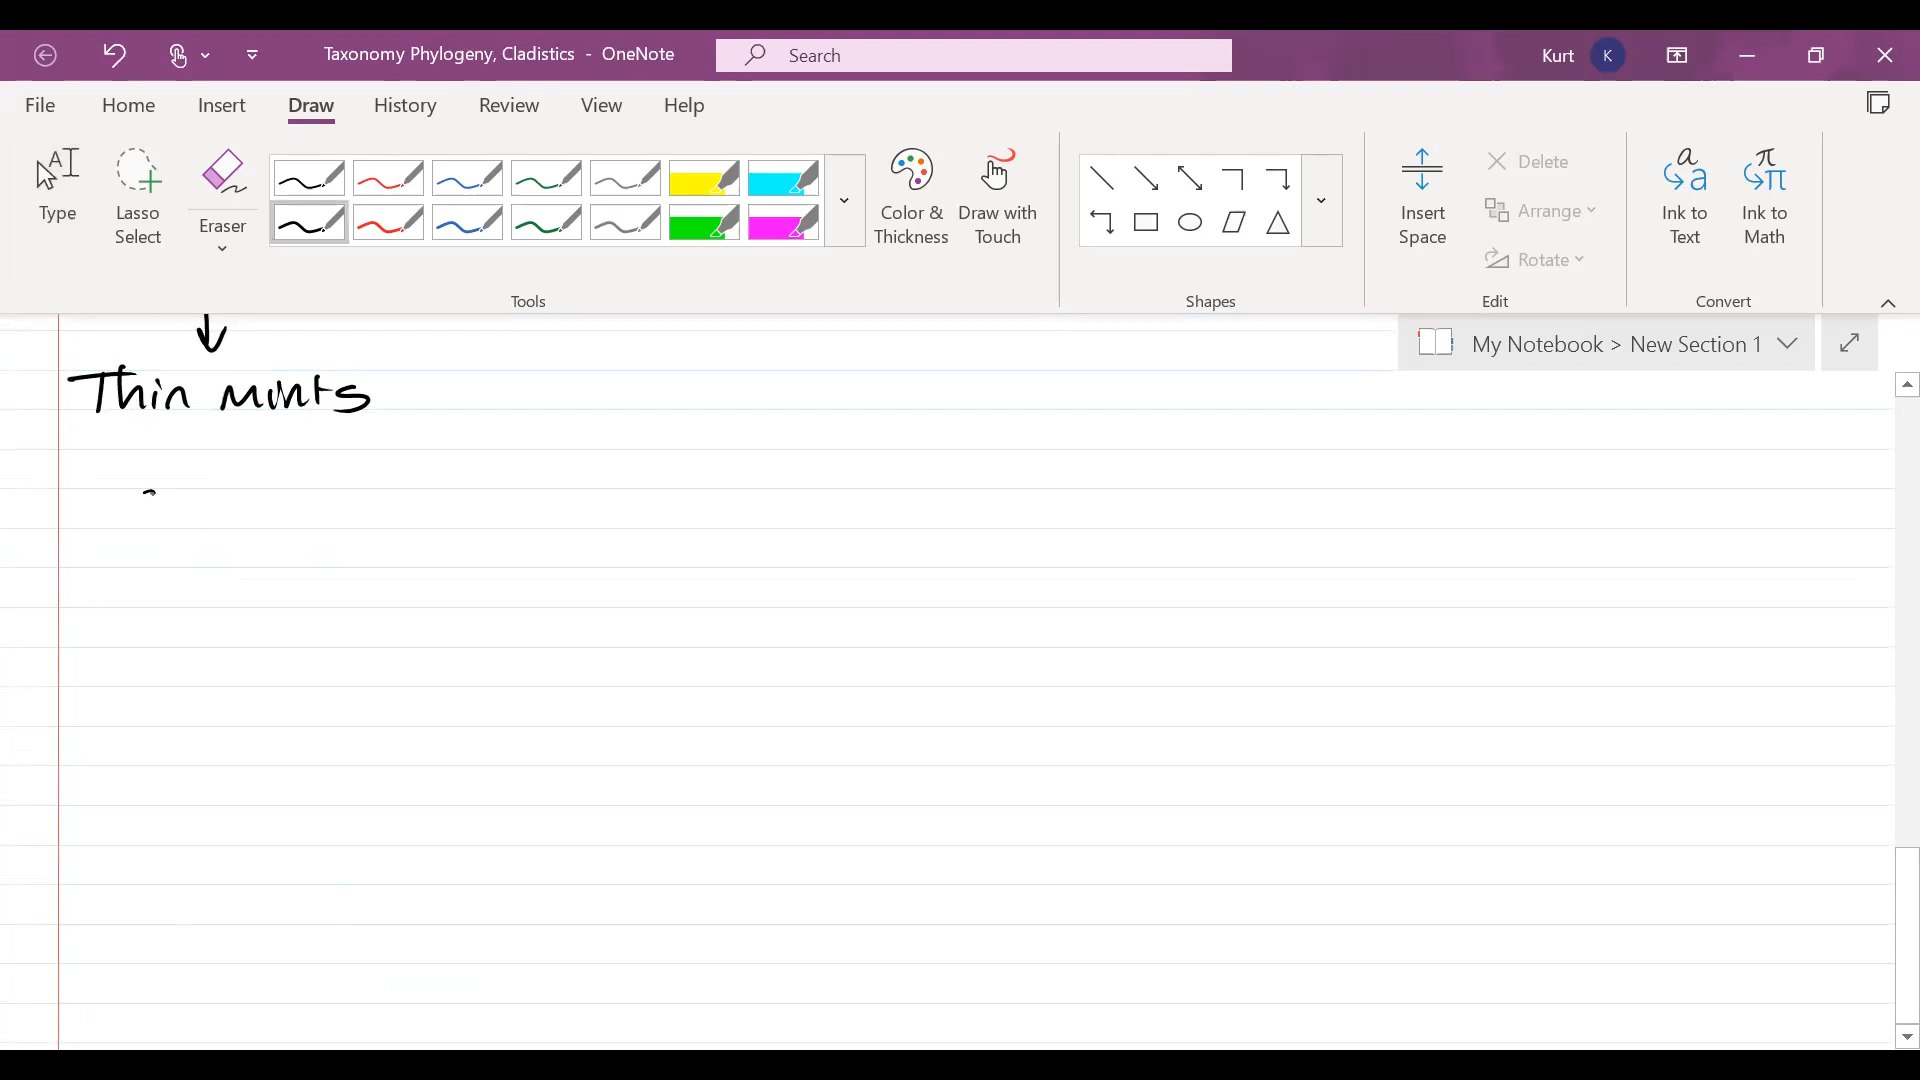 Taxonomy Phylogeny, Cladistics - OneNote
Search
Kurt
K
File Home Insert Draw History Review View Help
Type
Lasso Select
Eraser
Color & Thickness
Draw with Touch
Insert Space
Delete
Arrange
Rotate
Ink to Text
Ink to Math
Tools
Shapes
Edit
Convert
My Notebook > New Section 1
Thin mints